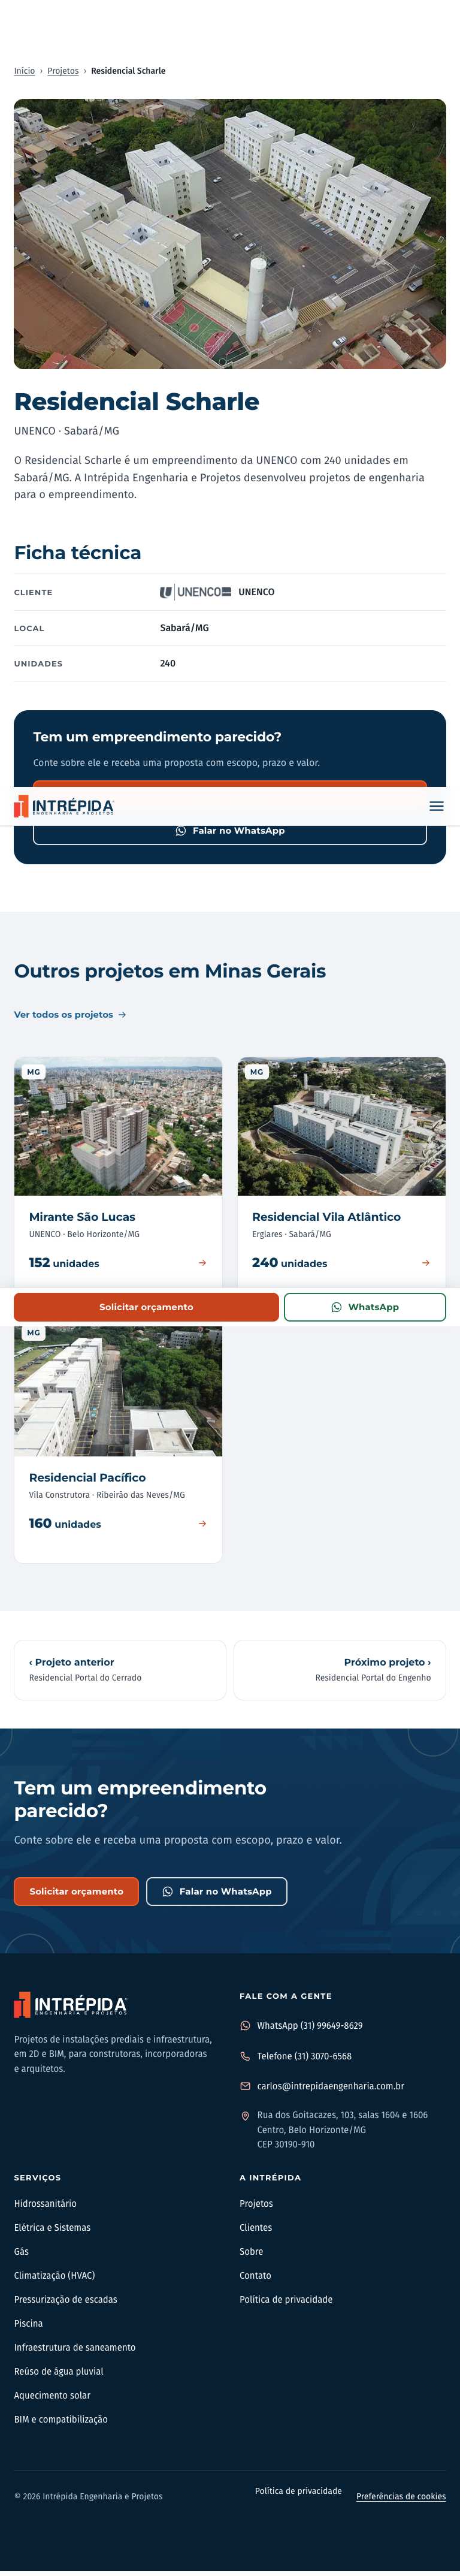 Início › Projetos › Residencial Scharle
Residencial Scharle
UNENCO · Sabará/MG
O Residencial Scharle é um empreendimento da UNENCO com 240 unidades em
Sabará/MG. A Intrépida Engenharia e Projetos desenvolveu projetos de engenharia
para o empreendimento.
Ficha técnica
CLIENTE UNENCO UNENCO
LOCAL Sabará/MG
UNIDADES 240
Tem um empreendimento parecido?
Conte sobre ele e receba uma proposta com escopo, prazo e valor.
INTRÉPIDA
ENGENHARIA E PROJETOS
Falar no WhatsApp
Outros projetos em Minas Gerais
Ver todos os projetos →
MG
Mirante São Lucas
UNENCO · Belo Horizonte/MG
152 unidades →
MG
Residencial Vila Atlântico
Erglares · Sabará/MG
240 unidades →
Solicitar orçamento
WhatsApp
MG
Residencial Pacífico
Vila Construtora · Ribeirão das Neves/MG
160 unidades →
‹ Projeto anterior
Residencial Portal do Cerrado
Próximo projeto ›
Residencial Portal do Engenho
Tem um empreendimento
parecido?
Conte sobre ele e receba uma proposta com escopo, prazo e valor.
Solicitar orçamento
Falar no WhatsApp
INTRÉPIDA
ENGENHARIA E PROJETOS
Projetos de instalações prediais e infraestrutura,
em 2D e BIM, para construtoras, incorporadoras
e arquitetos.
FALE COM A GENTE
WhatsApp (31) 99649-8629
Telefone (31) 3070-6568
carlos@intrepidaengenharia.com.br
Rua dos Goitacazes, 103, salas 1604 e 1606
Centro, Belo Horizonte/MG
CEP 30190-910
SERVIÇOS
Hidrossanitário
Elétrica e Sistemas
Gás
Climatização (HVAC)
Pressurização de escadas
Piscina
Infraestrutura de saneamento
Reúso de água pluvial
Aquecimento solar
BIM e compatibilização
A INTRÉPIDA
Projetos
Clientes
Sobre
Contato
Política de privacidade
© 2026 Intrépida Engenharia e Projetos
Política de privacidade
Preferências de cookies